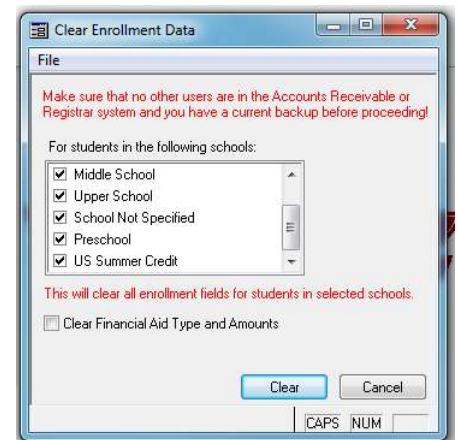 Clear Enrollment Data
File
Make sure that no other users are in the Accounts Receivable or
Registrar system and you have a current backup before proceeding!
For students in the following schools:
Middle School
Upper School
School Not Specified
Preschool
US Summer Credit
This will clear all enrollment fields for students in selected schools.
Clear Financial Aid Type and Amounts
Clear Cancel
CAPS NUM